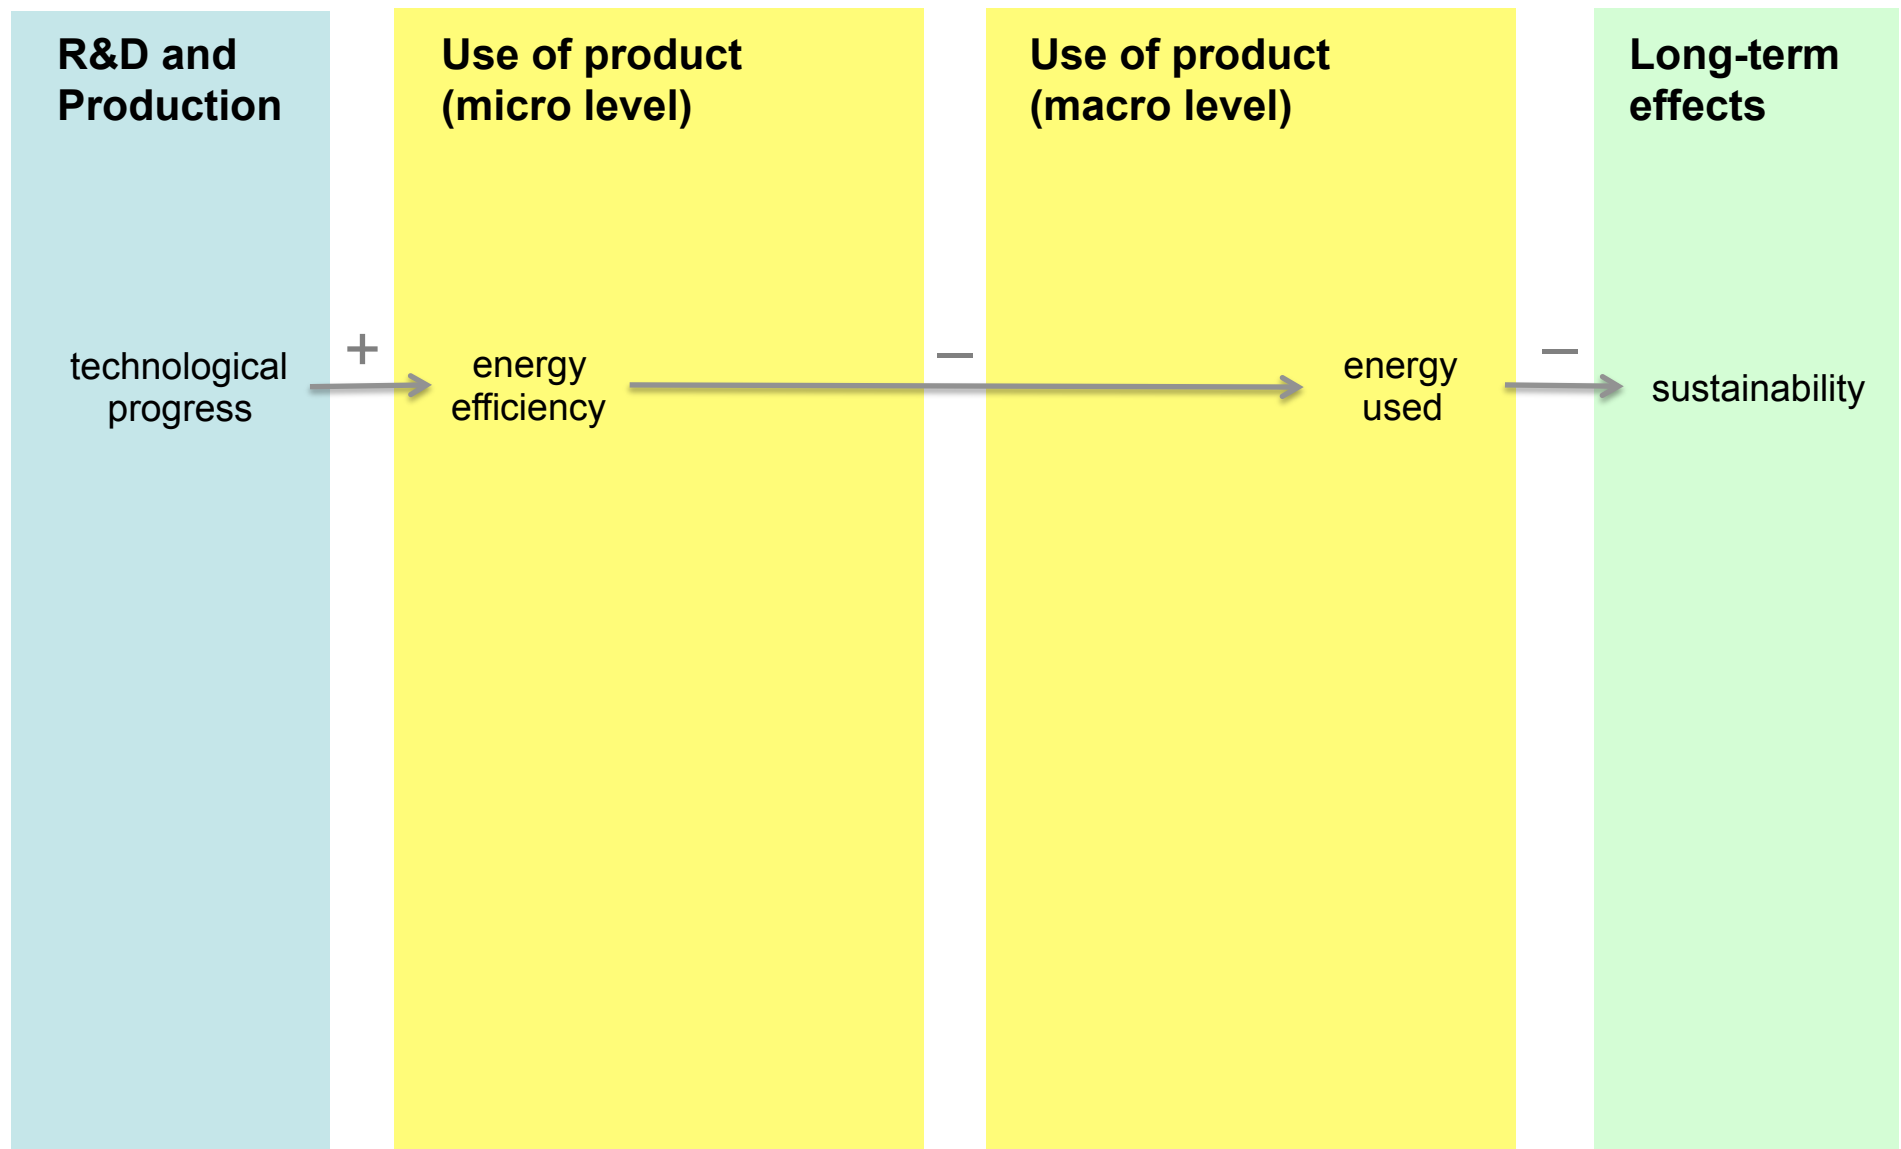 R&D and
Production
Use of product
(micro level)
Use of product
(macro level)
Long-term
effects
technological
progress
+
energy
efficiency
–
energy
used
–
sustainability